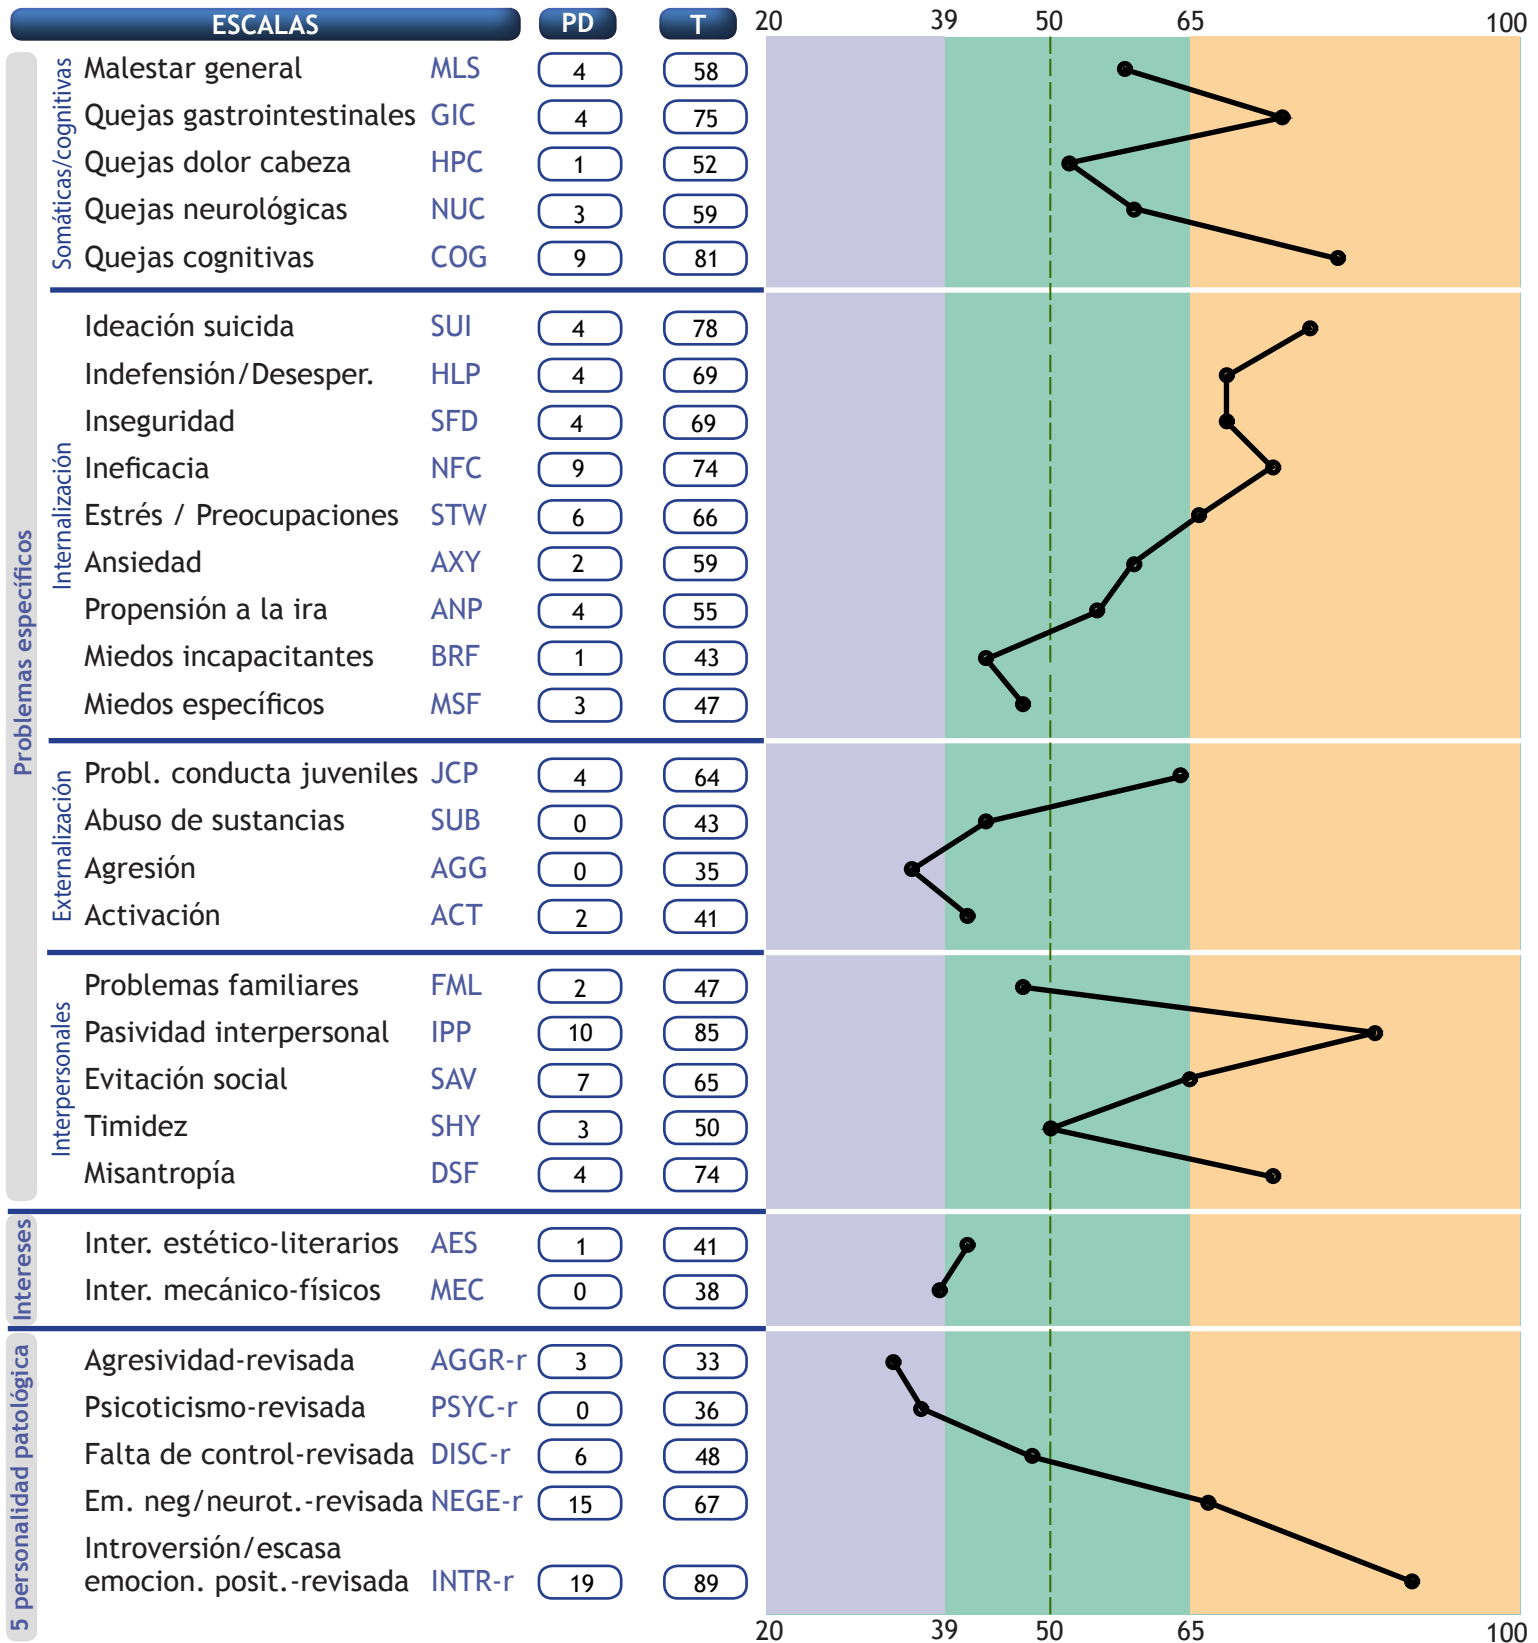 ESCALAS PD T 20 39 50 65 100
Problemas específicos
Somáticas/cognitivas
Malestar general MLS 4 58
Quejas gastrointestinales GIC 4 75
Quejas dolor cabeza HPC 1 52
Quejas neurológicas NUC 3 59
Quejas cognitivas COG 9 81
Internalización
Ideación suicida SUI 4 78
Indefensión/Desesper. HLP 4 69
Inseguridad SFD 4 69
Ineficacia NFC 9 74
Estrés / Preocupaciones STW 6 66
Ansiedad AXY 2 59
Propensión a la ira ANP 4 55
Miedos incapacitantes BRF 1 43
Miedos específicos MSF 3 47
Externalización
Probl. conducta juveniles JCP 4 64
Abuso de sustancias SUB 0 43
Agresión AGG 0 35
Activación ACT 2 41
Interpersonales
Problemas familiares FML 2 47
Pasividad interpersonal IPP 10 85
Evitación social SAV 7 65
Timidez SHY 3 50
Misantropía DSF 4 74
Intereses
Inter. estético-literarios AES 1 41
Inter. mecánico-físicos MEC 0 38
5 personalidad patológica
Agresividad-revisada AGGR-r 3 33
Psicoticismo-revisada PSYC-r 0 36
Falta de control-revisada DISC-r 6 48
Em. neg/neurot.-revisada NEGE-r 15 67
Introversión/escasa
emocion. posit.-revisada INTR-r 19 89
20 39 50 65 100